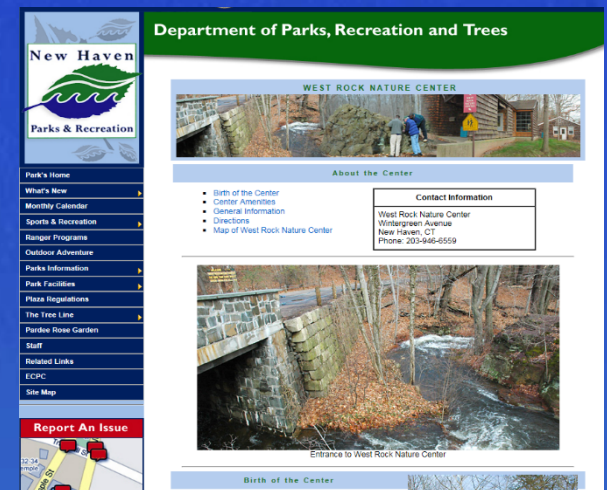 Department of Parks, Recreation and Trees
New Haven
Parks & Recreation
Park's Home
What's New
Monthly Calendar
Sports & Recreation
Ranger Programs
Outdoor Adventure
Parks Information
Park Facilities
Plaza Regulations
The Tree Line
Pardee Rose Garden
Staff
Related Links
ECPC
Site Map
Report An Issue
32-34
WEST ROCK NATURE CENTER
About the Center
Birth of the Center
Center Amenities
General Information
Directions
Map of West Rock Nature Center
Contact Information
West Rock Nature Center
Wintergreen Avenue
New Haven, CT
Phone: 203-946-6559
Entrance to West Rock Nature Center
Birth of the Center